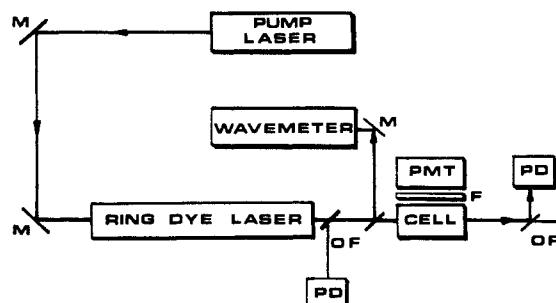 M
PUMP
LASER
WAVEMETER
M
PMT
F
PD
M
RING DYE LASER
OF
CELL
OF
PD